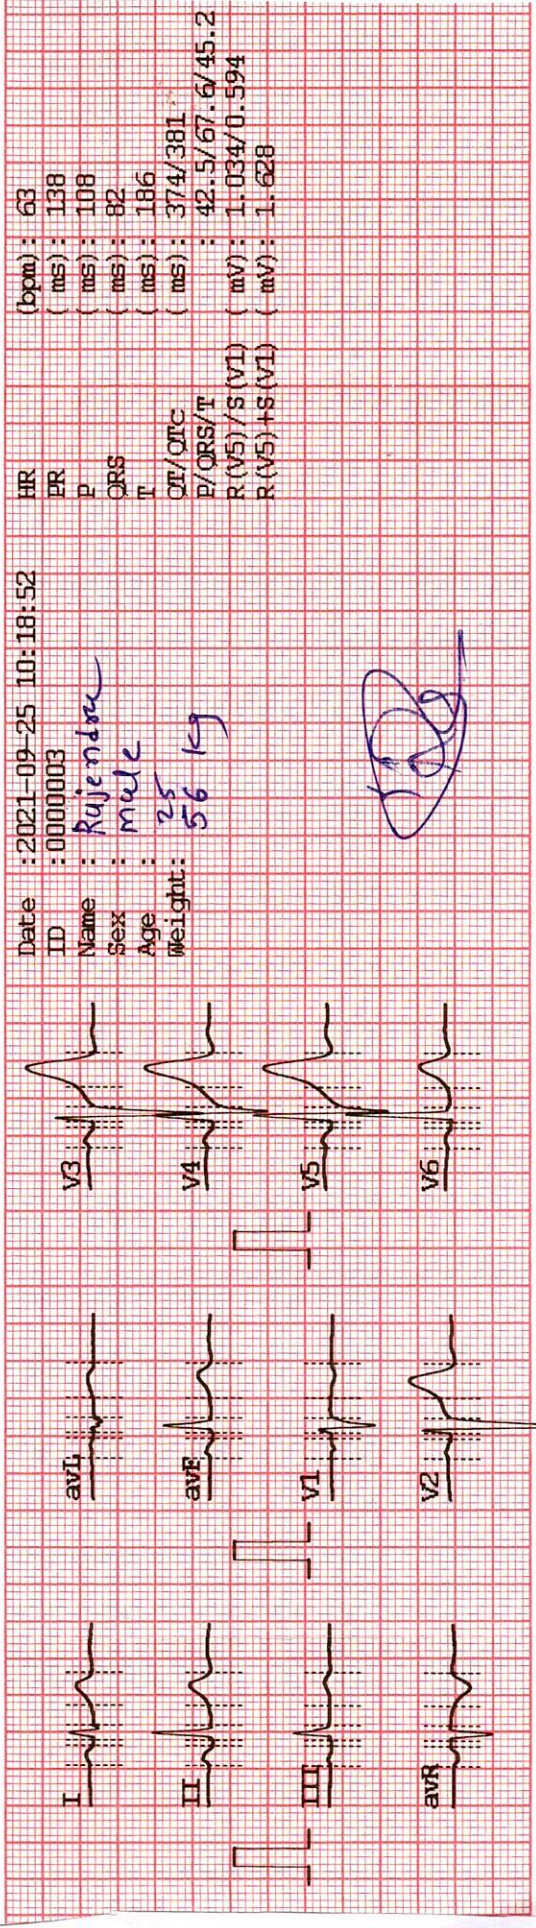 Date :2021-09-25 10:18:52
ID :0000003
Name : Rajendra
Sex : male
Age : 25
Weight: 56 kg
HR (bpm): 63
PR ( ms): 138
P ( ms): 108
QRS ( ms): 82
T ( ms): 186
QT/QTc ( ms): 374/381
P/QRS/T : 42.5/67.6/45.2
R(V5)/S(V1) ( mV): 1.034/0.594
R(V5)+S(V1) ( mV): 1.628
I
II
III
avR
avL
avF
V1
V2
V3
V4
V5
V6